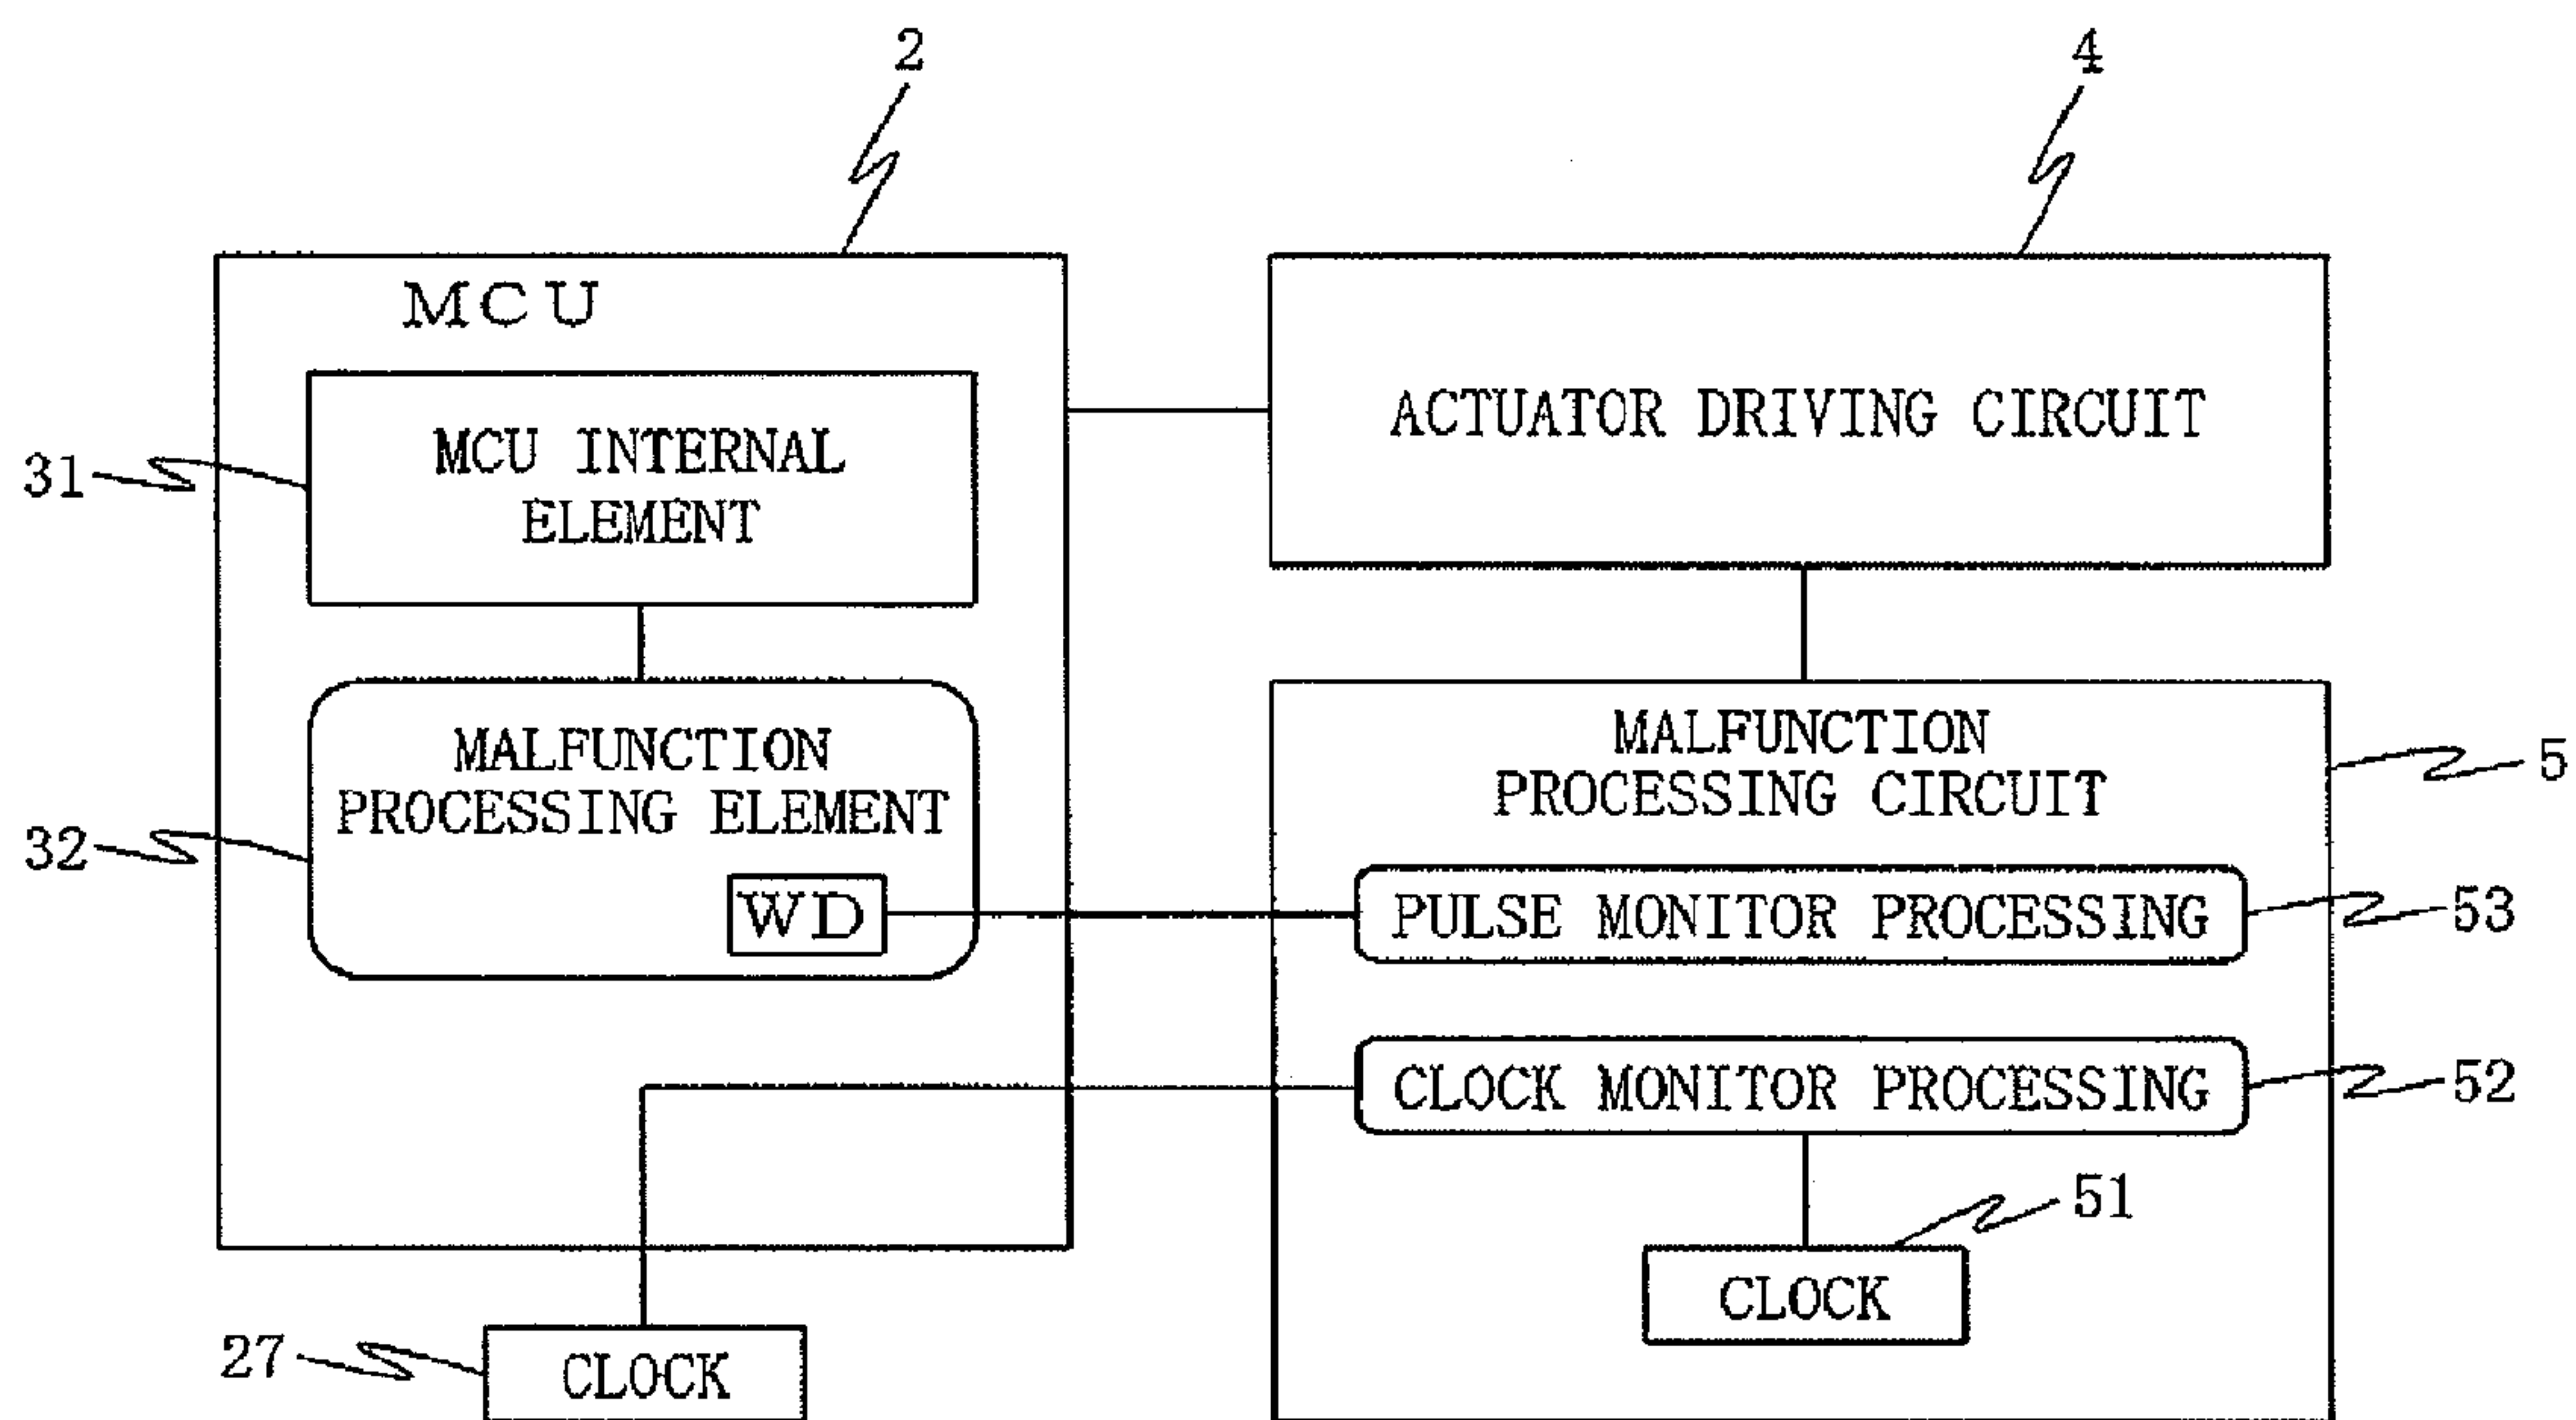 2
4
MCU
ACTUATOR DRIVING CIRCUIT
MCU INTERNAL
ELEMENT
31
MALFUNCTION
PROCESSING ELEMENT
32
WD
MALFUNCTION
PROCESSING CIRCUIT
5
PULSE MONITOR PROCESSING
53
CLOCK MONITOR PROCESSING
52
51
CLOCK
27
CLOCK